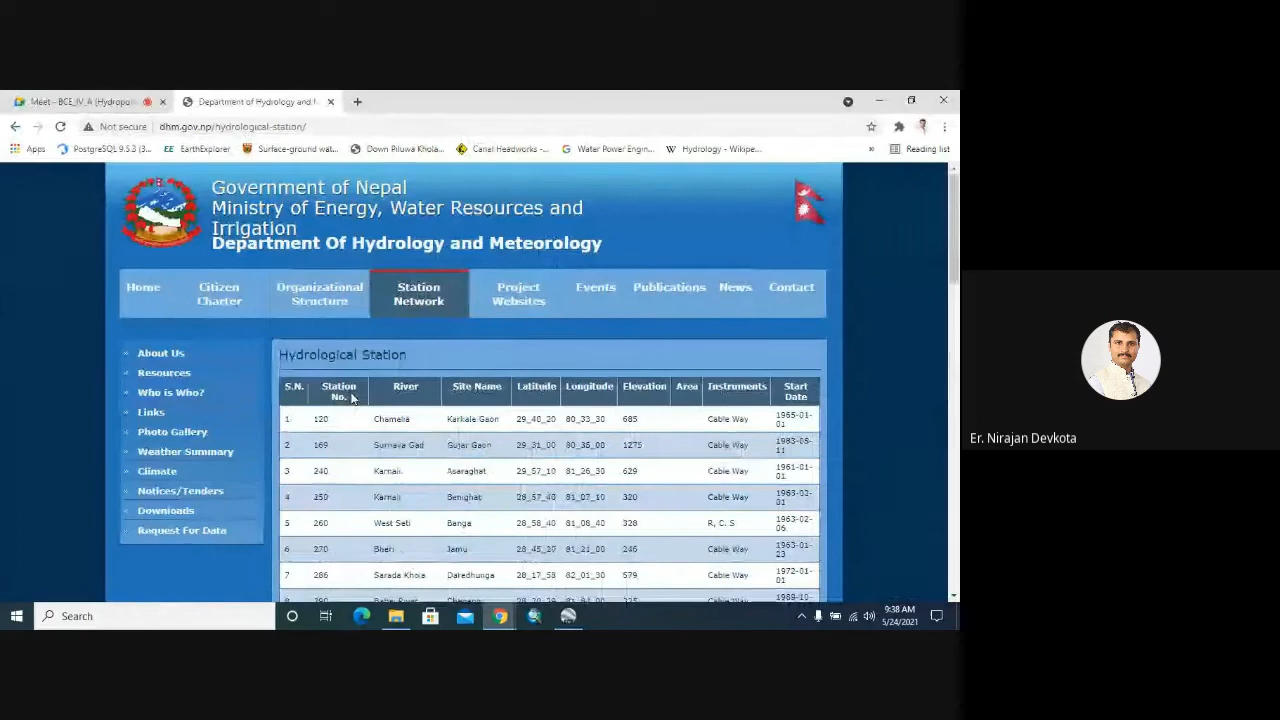 Meet - BCE_IV_A (Hydropo
Department of Hydrology and M
Not secure
dhm.gov.np/hydrological-station/
Apps
PostgreSQL 9.5.3 (3...
EE EarthExplorer
Surface-ground wat...
Down Piluwa Khola...
Canal Headworks -...
Water Power Engin...
Hydrology - Wikipe...
»
Reading list
Government of Nepal
Ministry of Energy, Water Resources and
Irrigation
Department Of Hydrology and Meteorology
Home
Citizen Charter
Organizational Structure
Station Network
Project Websites
Events
Publications
News
Contact
About Us
Resources
Who is Who?
Links
Photo Gallery
Weather Summary
Climate
Notices/Tenders
Downloads
Request For Data
Hydrological Station
S.N. Station No. River Site Name Latitude Longitude Elevation Area Instruments Start Date
1 120 Chamelia Karkale Gaon 29_40_20 80_33_30 685 Cable Way 1965-01-01
2 169 Surnaya Gad Gujar Gaon 29_31_00 1275 Cable Way
3 240 Karnali Asaraghat 29_57_10 81_26_30 629 Cable Way 1961-01-01
4 250 Karnali Benighat 28_57_40 81_07_10 320 Cable Way 1963-02-01
5 260 West Seti Banga 28_58_40 81_08_40 328 R, C. S 1963-02-06
6 270 Bheri Jamu 28_45_20 81_21_00 246 Cable Way 1963-01-23
7 286 Sarada Khola Daredhunga 28_17_58 82_01_30 579 Cable Way 1972-01-01
Er. Nirajan Devkota
Search
9:38 AM
5/24/2021